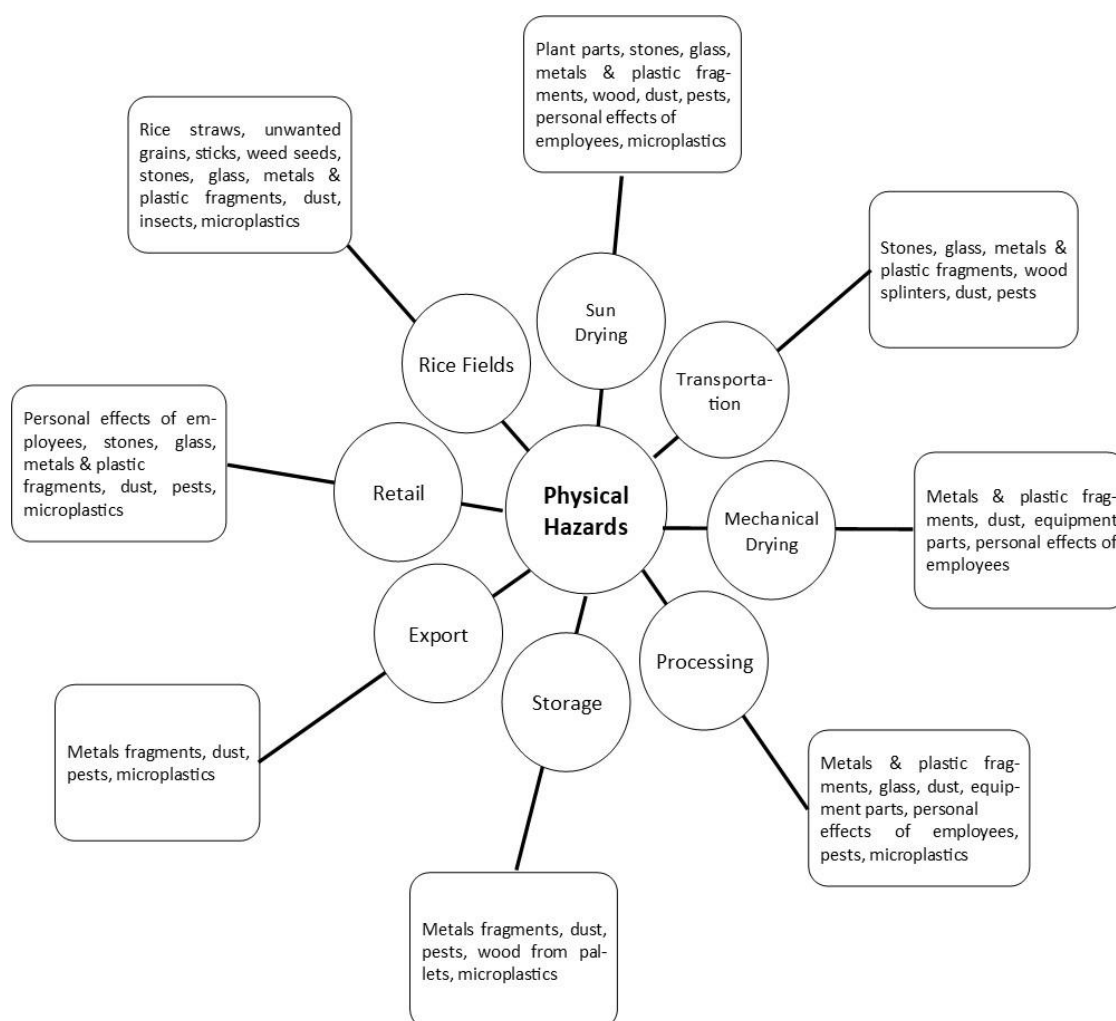 Plant parts, stones, glass,
metals & plastic frag-
ments, wood, dust, pests,
personal effects of
employees, microplastics
Rice straws, unwanted
grains, sticks, weed seeds,
stones, glass, metals &
plastic fragments, dust,
insects, microplastics
Stones, glass, metals &
plastic fragments, wood
splinters, dust, pests
Sun
Drying
Rice Fields
Transporta-
tion
Personal effects of em-
ployees, stones, glass,
metals & plastic
fragments, dust, pests,
microplastics
Retail
Physical
Hazards
Mechanical
Drying
Metals & plastic frag-
ments, dust, equipment
parts, personal effects of
employees
Export
Storage
Processing
Metals fragments, dust,
pests, microplastics
Metals & plastic frag-
ments, glass, dust, equip-
ment parts, personal
effects of employees,
pests, microplastics
Metals fragments, dust,
pests, wood from pal-
lets, microplastics